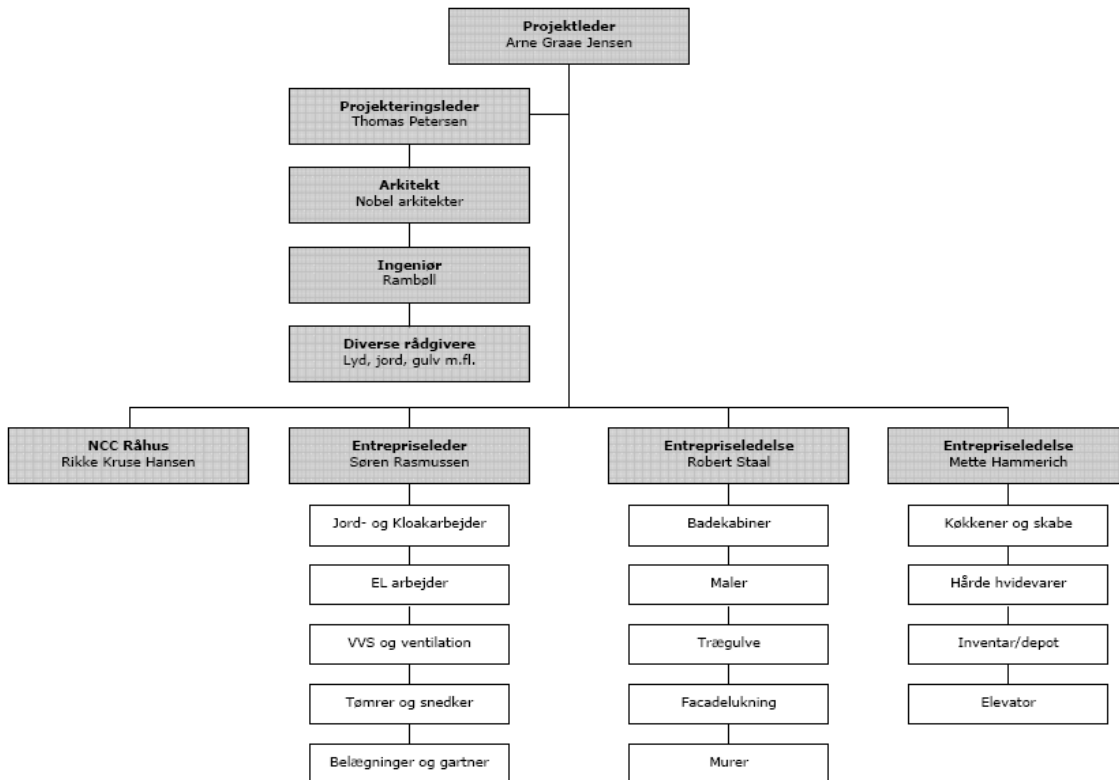 Projektleder
Arne Graae Jensen
Projekteringsleder
Thomas Petersen
Arkitekt
Nobel arkitekter
Ingeniør
Rambøll
Diverse rådgivere
Lyd, jord, gulv m.fl.
NCC Råhus
Rikke Kruse Hansen
Entrepriseleder
Søren Rasmussen
Jord- og Kloakarbejder
EL arbejder
VVS og ventilation
Tømrer og snedker
Belægninger og gartner
Entrepriseledelse
Robert Staal
Badekabiner
Maler
Trægulve
Facadelukning
Murer
Entrepriseledelse
Mette Hammerich
Køkkener og skabe
Hårde hvidevarer
Inventar/depot
Elevator